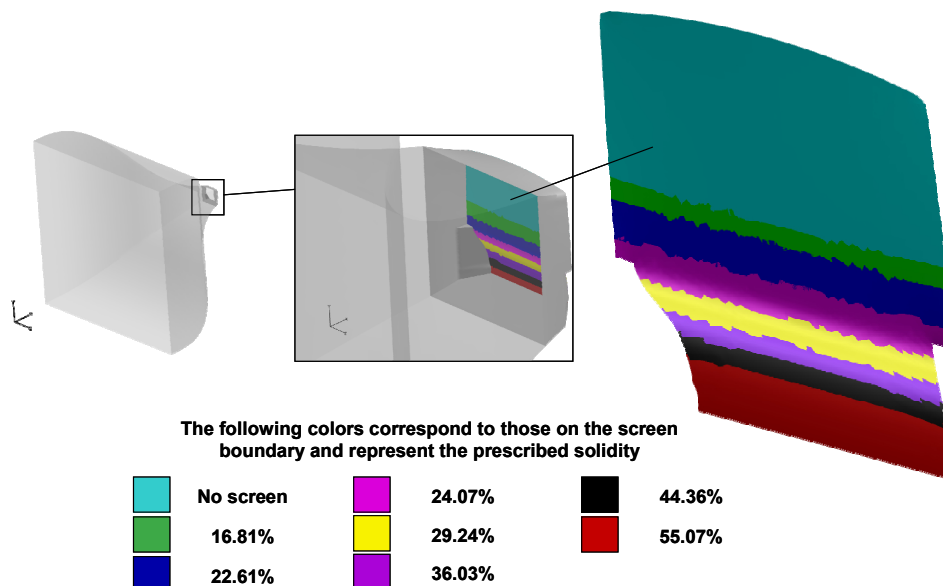 The following colors correspond to those on the screen
boundary and represent the prescribed solidity
No screen
16.81%
22.61%
24.07%
29.24%
36.03%
44.36%
55.07%